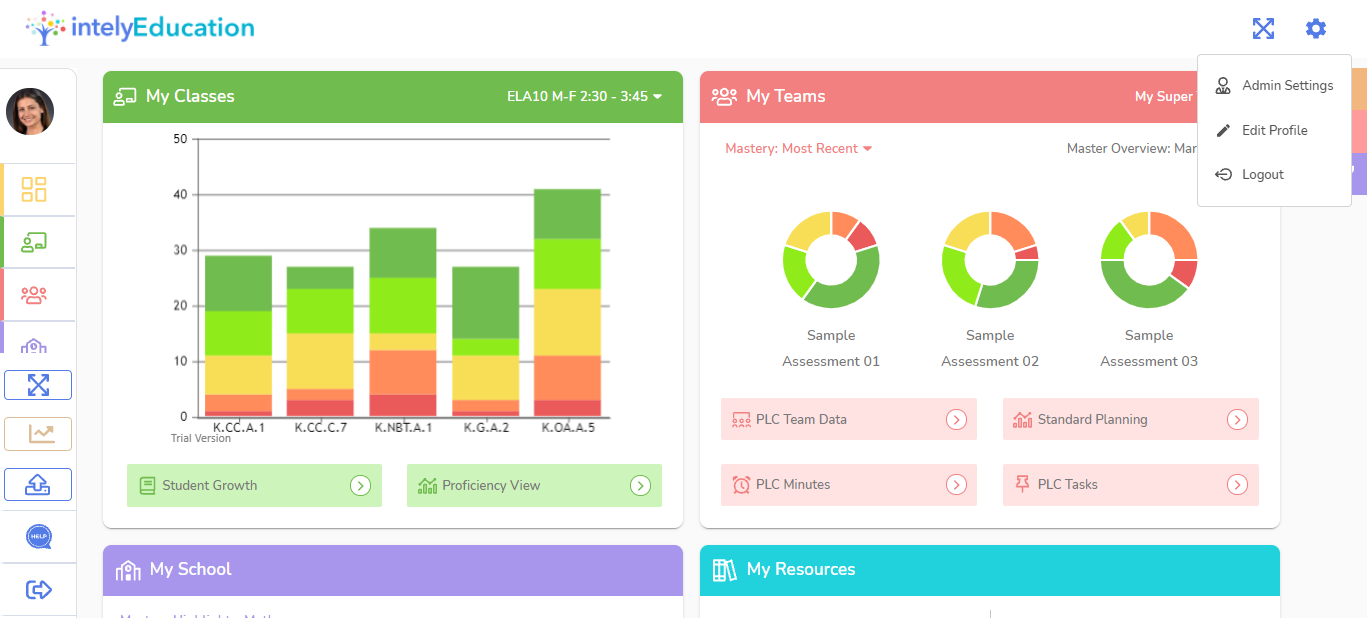 intelyEducation
Admin Settings
Edit Profile
Logout
My Classes
ELA10 M-F 2:30 - 3:45
50
40
30
20
10
0
K.CC.A.1
K.CC.C.7
K.NBT.A.1
K.G.A.2
K.OA.A.5
Trial Version
Student Growth
Proficiency View
My Teams
My Super
Mastery: Most Recent
Master Overview: Mar
Sample
Assessment 01
Sample
Assessment 02
Sample
Assessment 03
PLC Team Data
Standard Planning
PLC Minutes
PLC Tasks
HELP
My School
My Resources